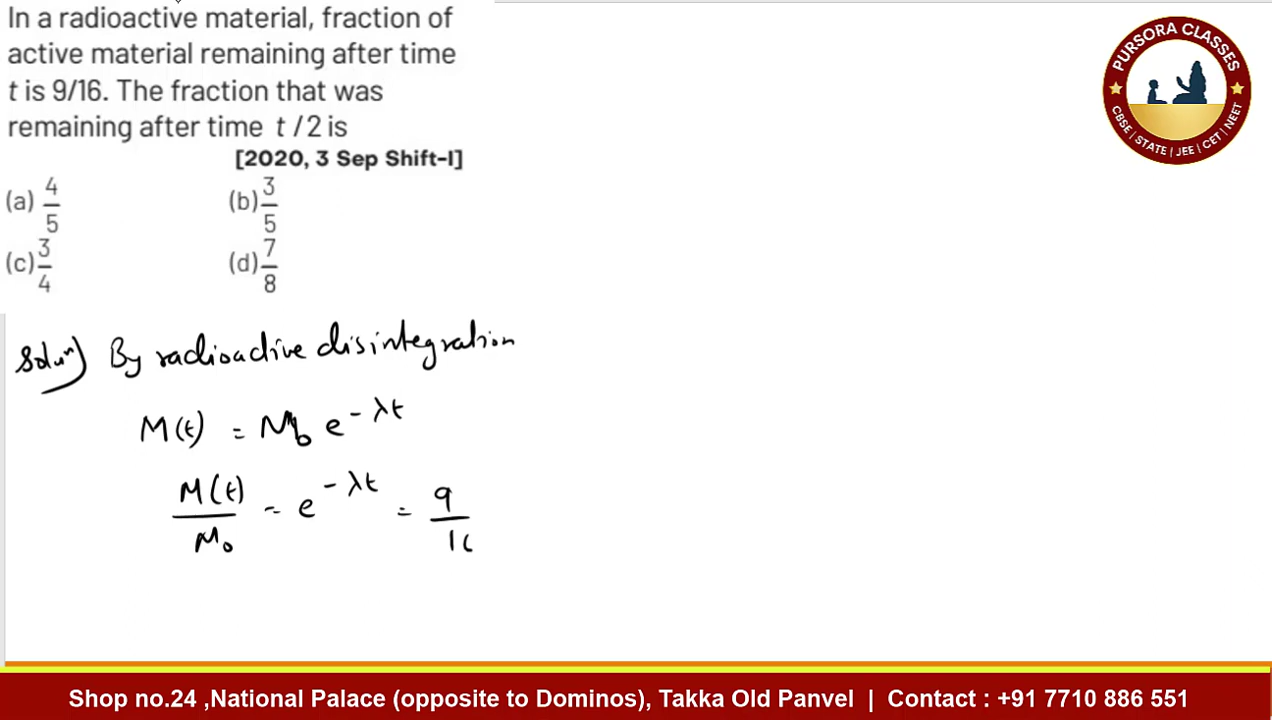 In a radioactive material, fraction of
active material remaining after time
t is 9/16. The fraction that was
remaining after time t/2 is
[2020, 3 Sep Shift-I]
(a) 4/5 (b) 3/5
(c) 3/4 (d) 7/8
Soluⁿ) By radioactive disintegration
M(t) = M₀ e^-λt
M(t)/M₀ = e^-λt = 9/16
PURSORA CLASSES
CBSE | STATE | JEE | CET | NEET
Shop no.24 ,National Palace (opposite to Dominos), Takka Old Panvel | Contact : +91 7710 886 551